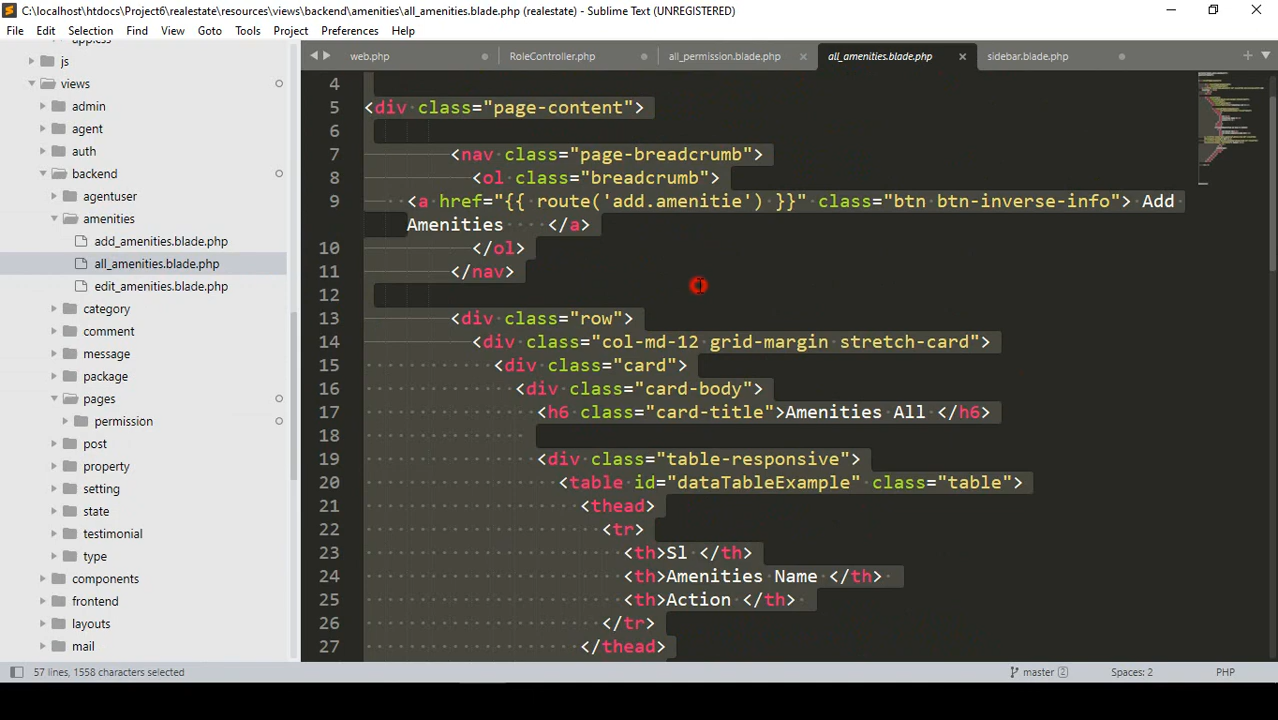 C:\localhost\htdocs\Project6\realestate\resources\views\backend\amenities\all_amenities.blade.php (realestate) - Sublime Text (UNREGISTERED)
File Edit Selection Find View Goto Tools Project Preferences Help
web.php RoleController.php all_permission.blade.php all_amenities.blade.php sidebar.blade.php
app.css
js
views
admin
agent
auth
backend
agentuser
amenities
add_amenities.blade.php
all_amenities.blade.php
edit_amenities.blade.php
category
comment
message
package
pages
permission
post
property
setting
state
testimonial
type
components
frontend
layouts
mail
4
5 <div class="page-content">
6
7 <nav class="page-breadcrumb">
8 <ol class="breadcrumb">
9 <a href="{{ route('add.amenitie') }}" class="btn btn-inverse-info"> Add
Amenities </a>
10 </ol>
11 </nav>
12
13 <div class="row">
14 <div class="col-md-12 grid-margin stretch-card">
15 <div class="card">
16 <div class="card-body">
17 <h6 class="card-title">Amenities All </h6>
18
19 <div class="table-responsive">
20 <table id="dataTableExample" class="table">
21 <thead>
22 <tr>
23 <th>Sl </th>
24 <th>Amenities Name </th>
25 <th>Action </th>
26 </tr>
27 </thead>
57 lines, 1558 characters selected
master 2 Spaces: 2 PHP